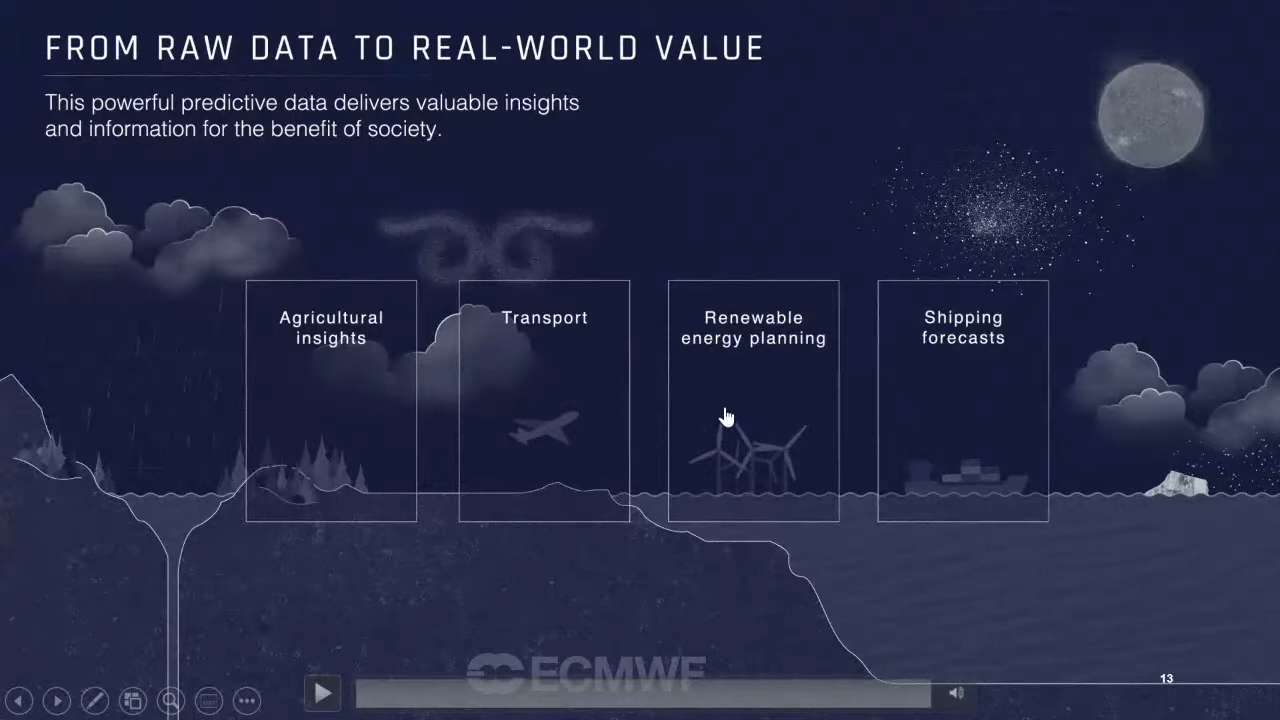 FROM RAW DATA TO REAL-WORLD VALUE
This powerful predictive data delivers valuable insights
and information for the benefit of society.
Agricultural
insights
Transport
Renewable
energy planning
Shipping
forecasts
ECMWF
13